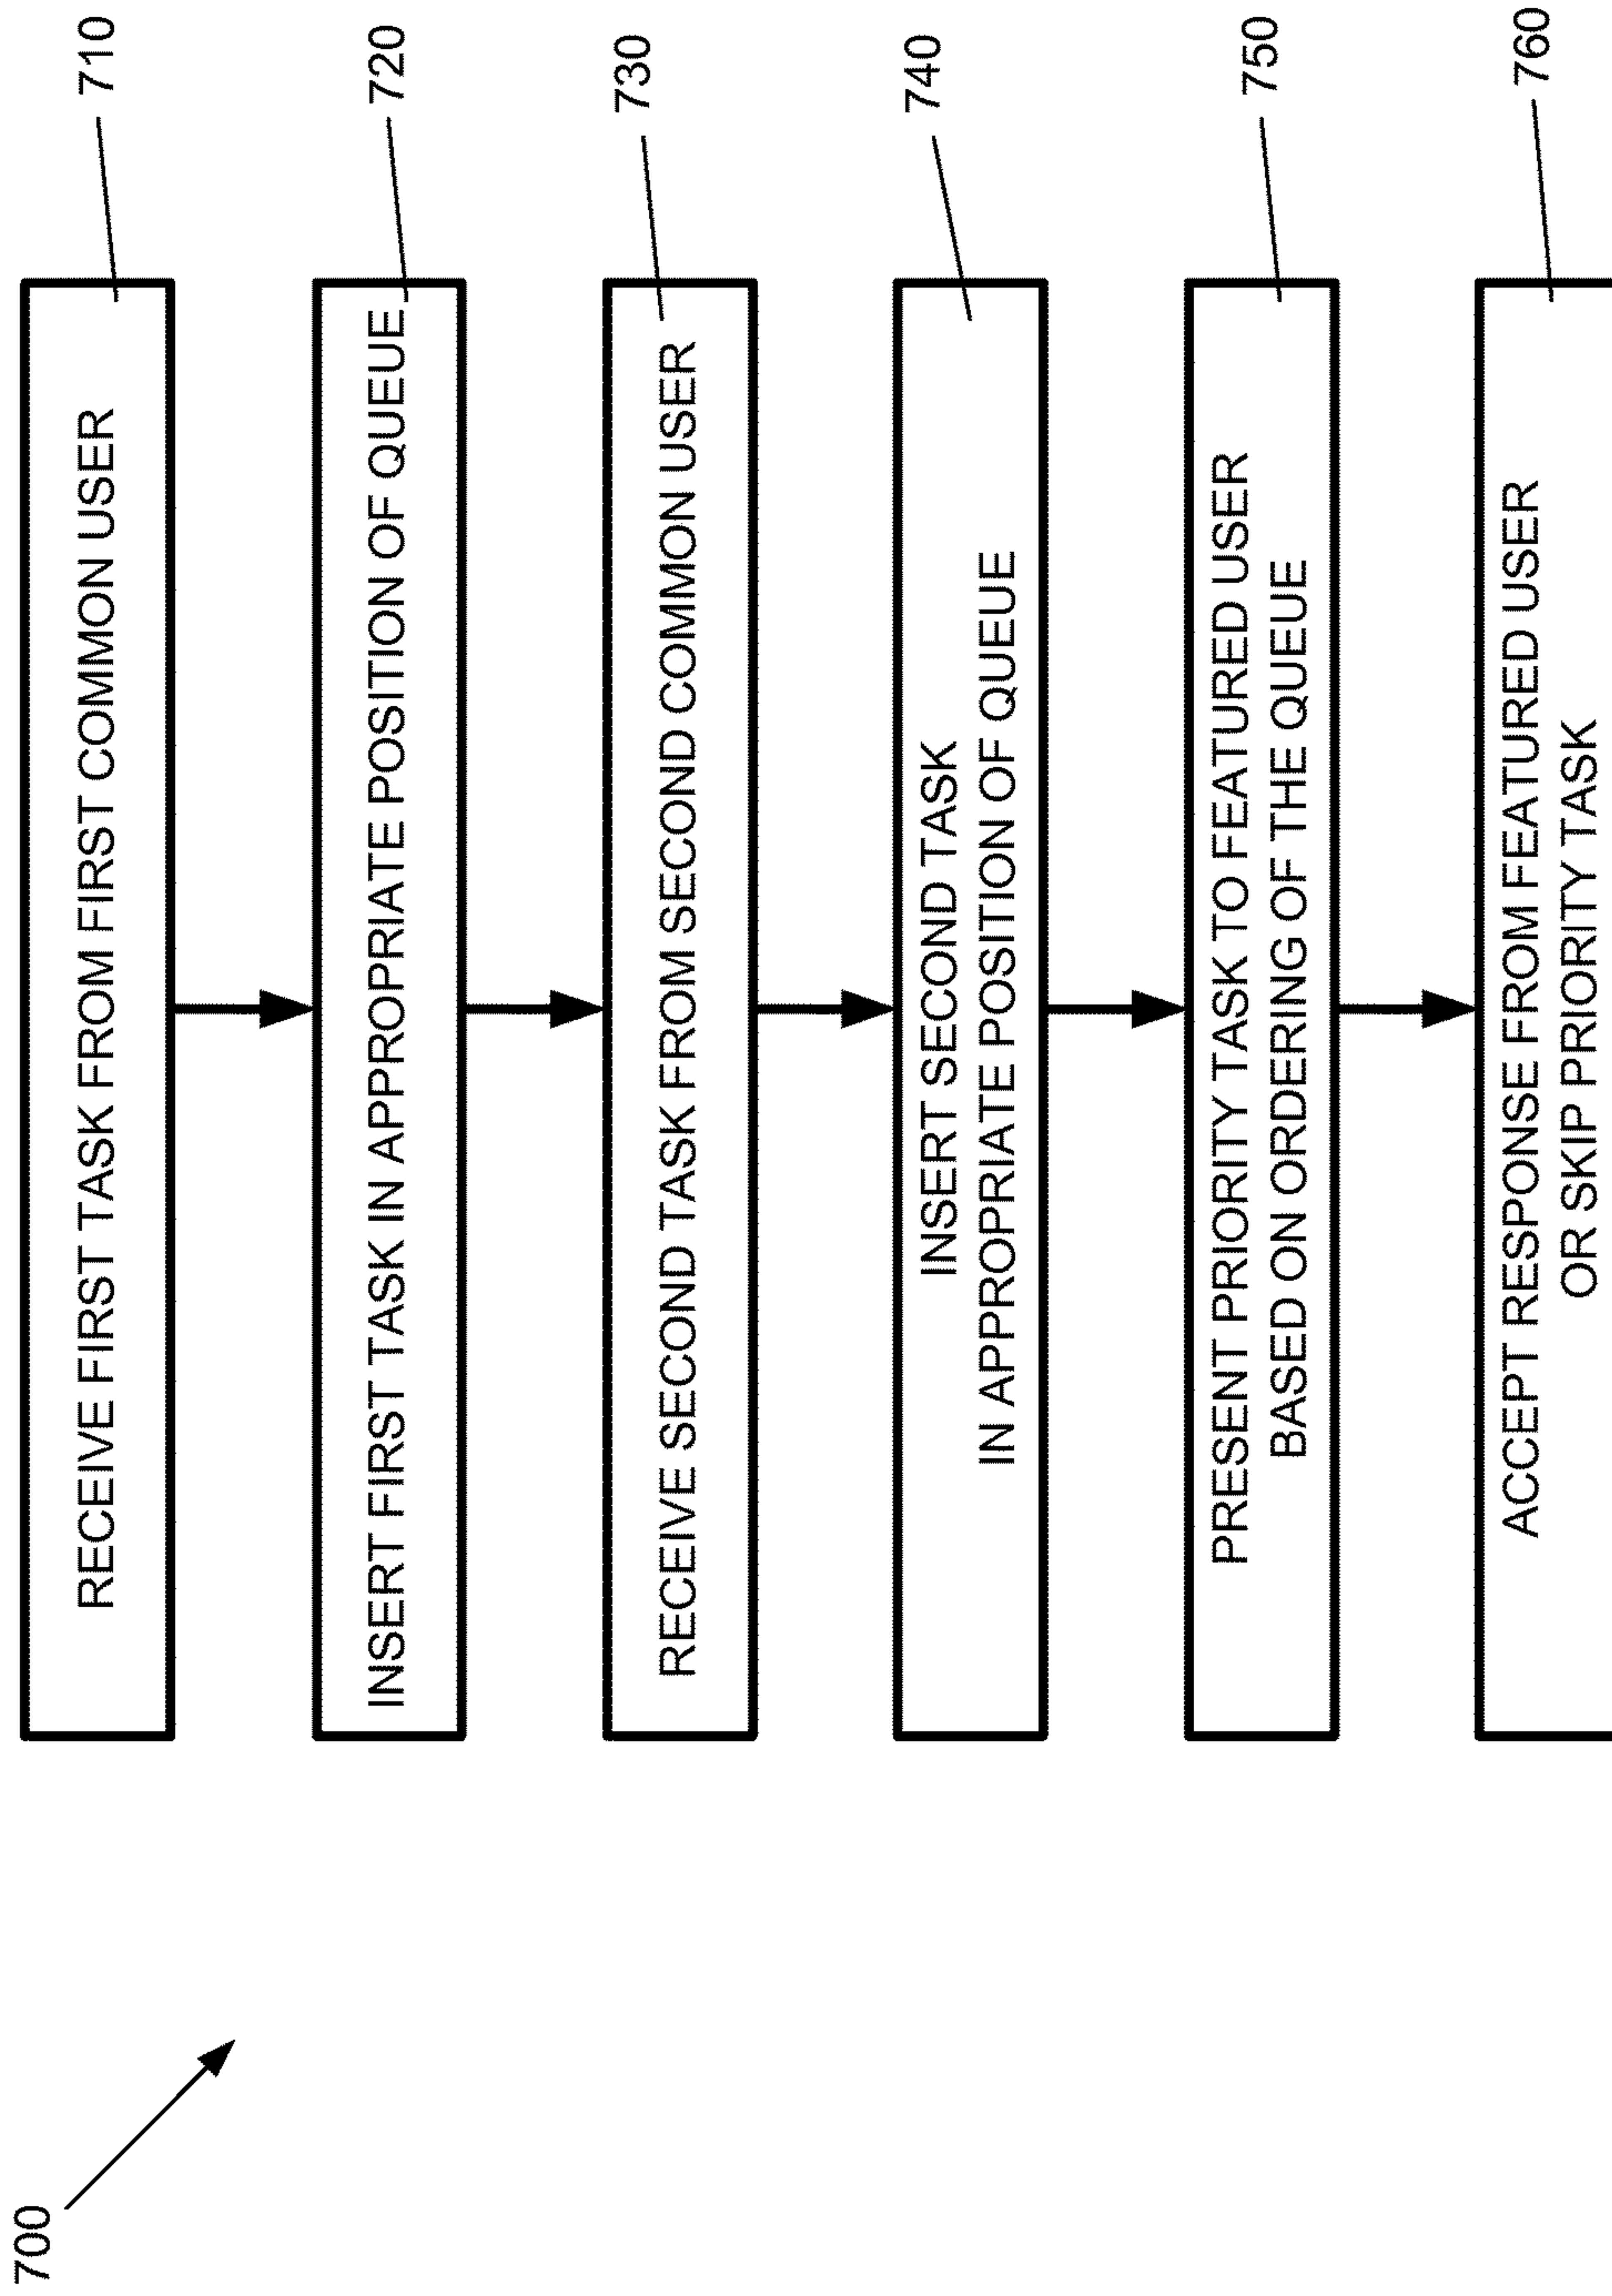 700
RECEIVE FIRST TASK FROM FIRST COMMON USER
710
INSERT FIRST TASK IN APPROPRIATE POSITION OF QUEUE
720
RECEIVE SECOND TASK FROM SECOND COMMON USER
730
INSERT SECOND TASK
IN APPROPRIATE POSITION OF QUEUE
740
PRESENT PRIORITY TASK TO FEATURED USER
BASED ON ORDERING OF THE QUEUE
750
ACCEPT RESPONSE FROM FEATURED USER
OR SKIP PRIORITY TASK
760